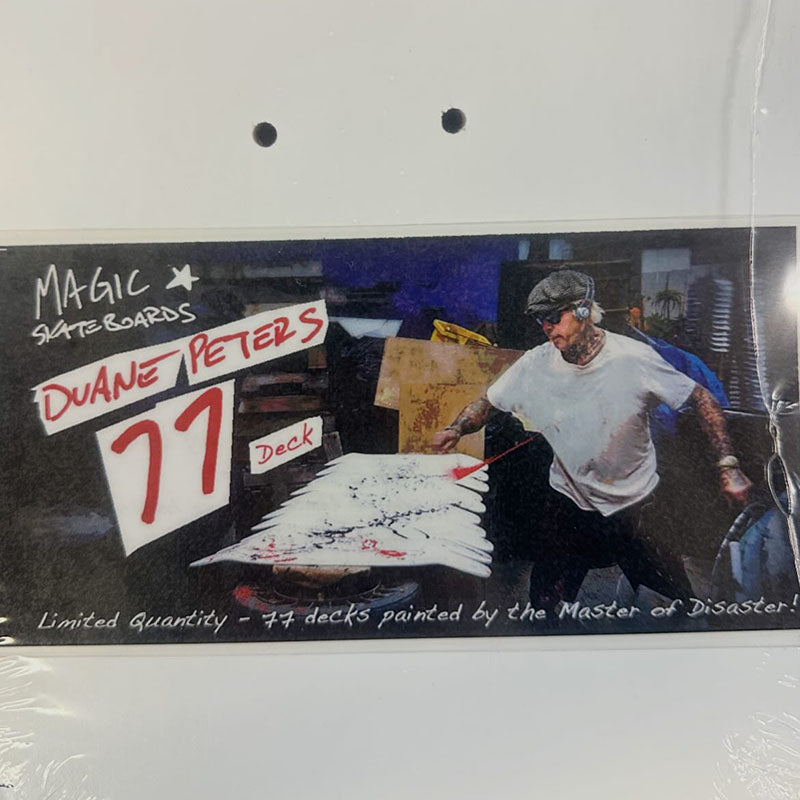 MAGIC
SKATEBOARDS
DUANE PETERS
77
Deck
Limited Quantity - 77 decks painted by the Master of Disaster!